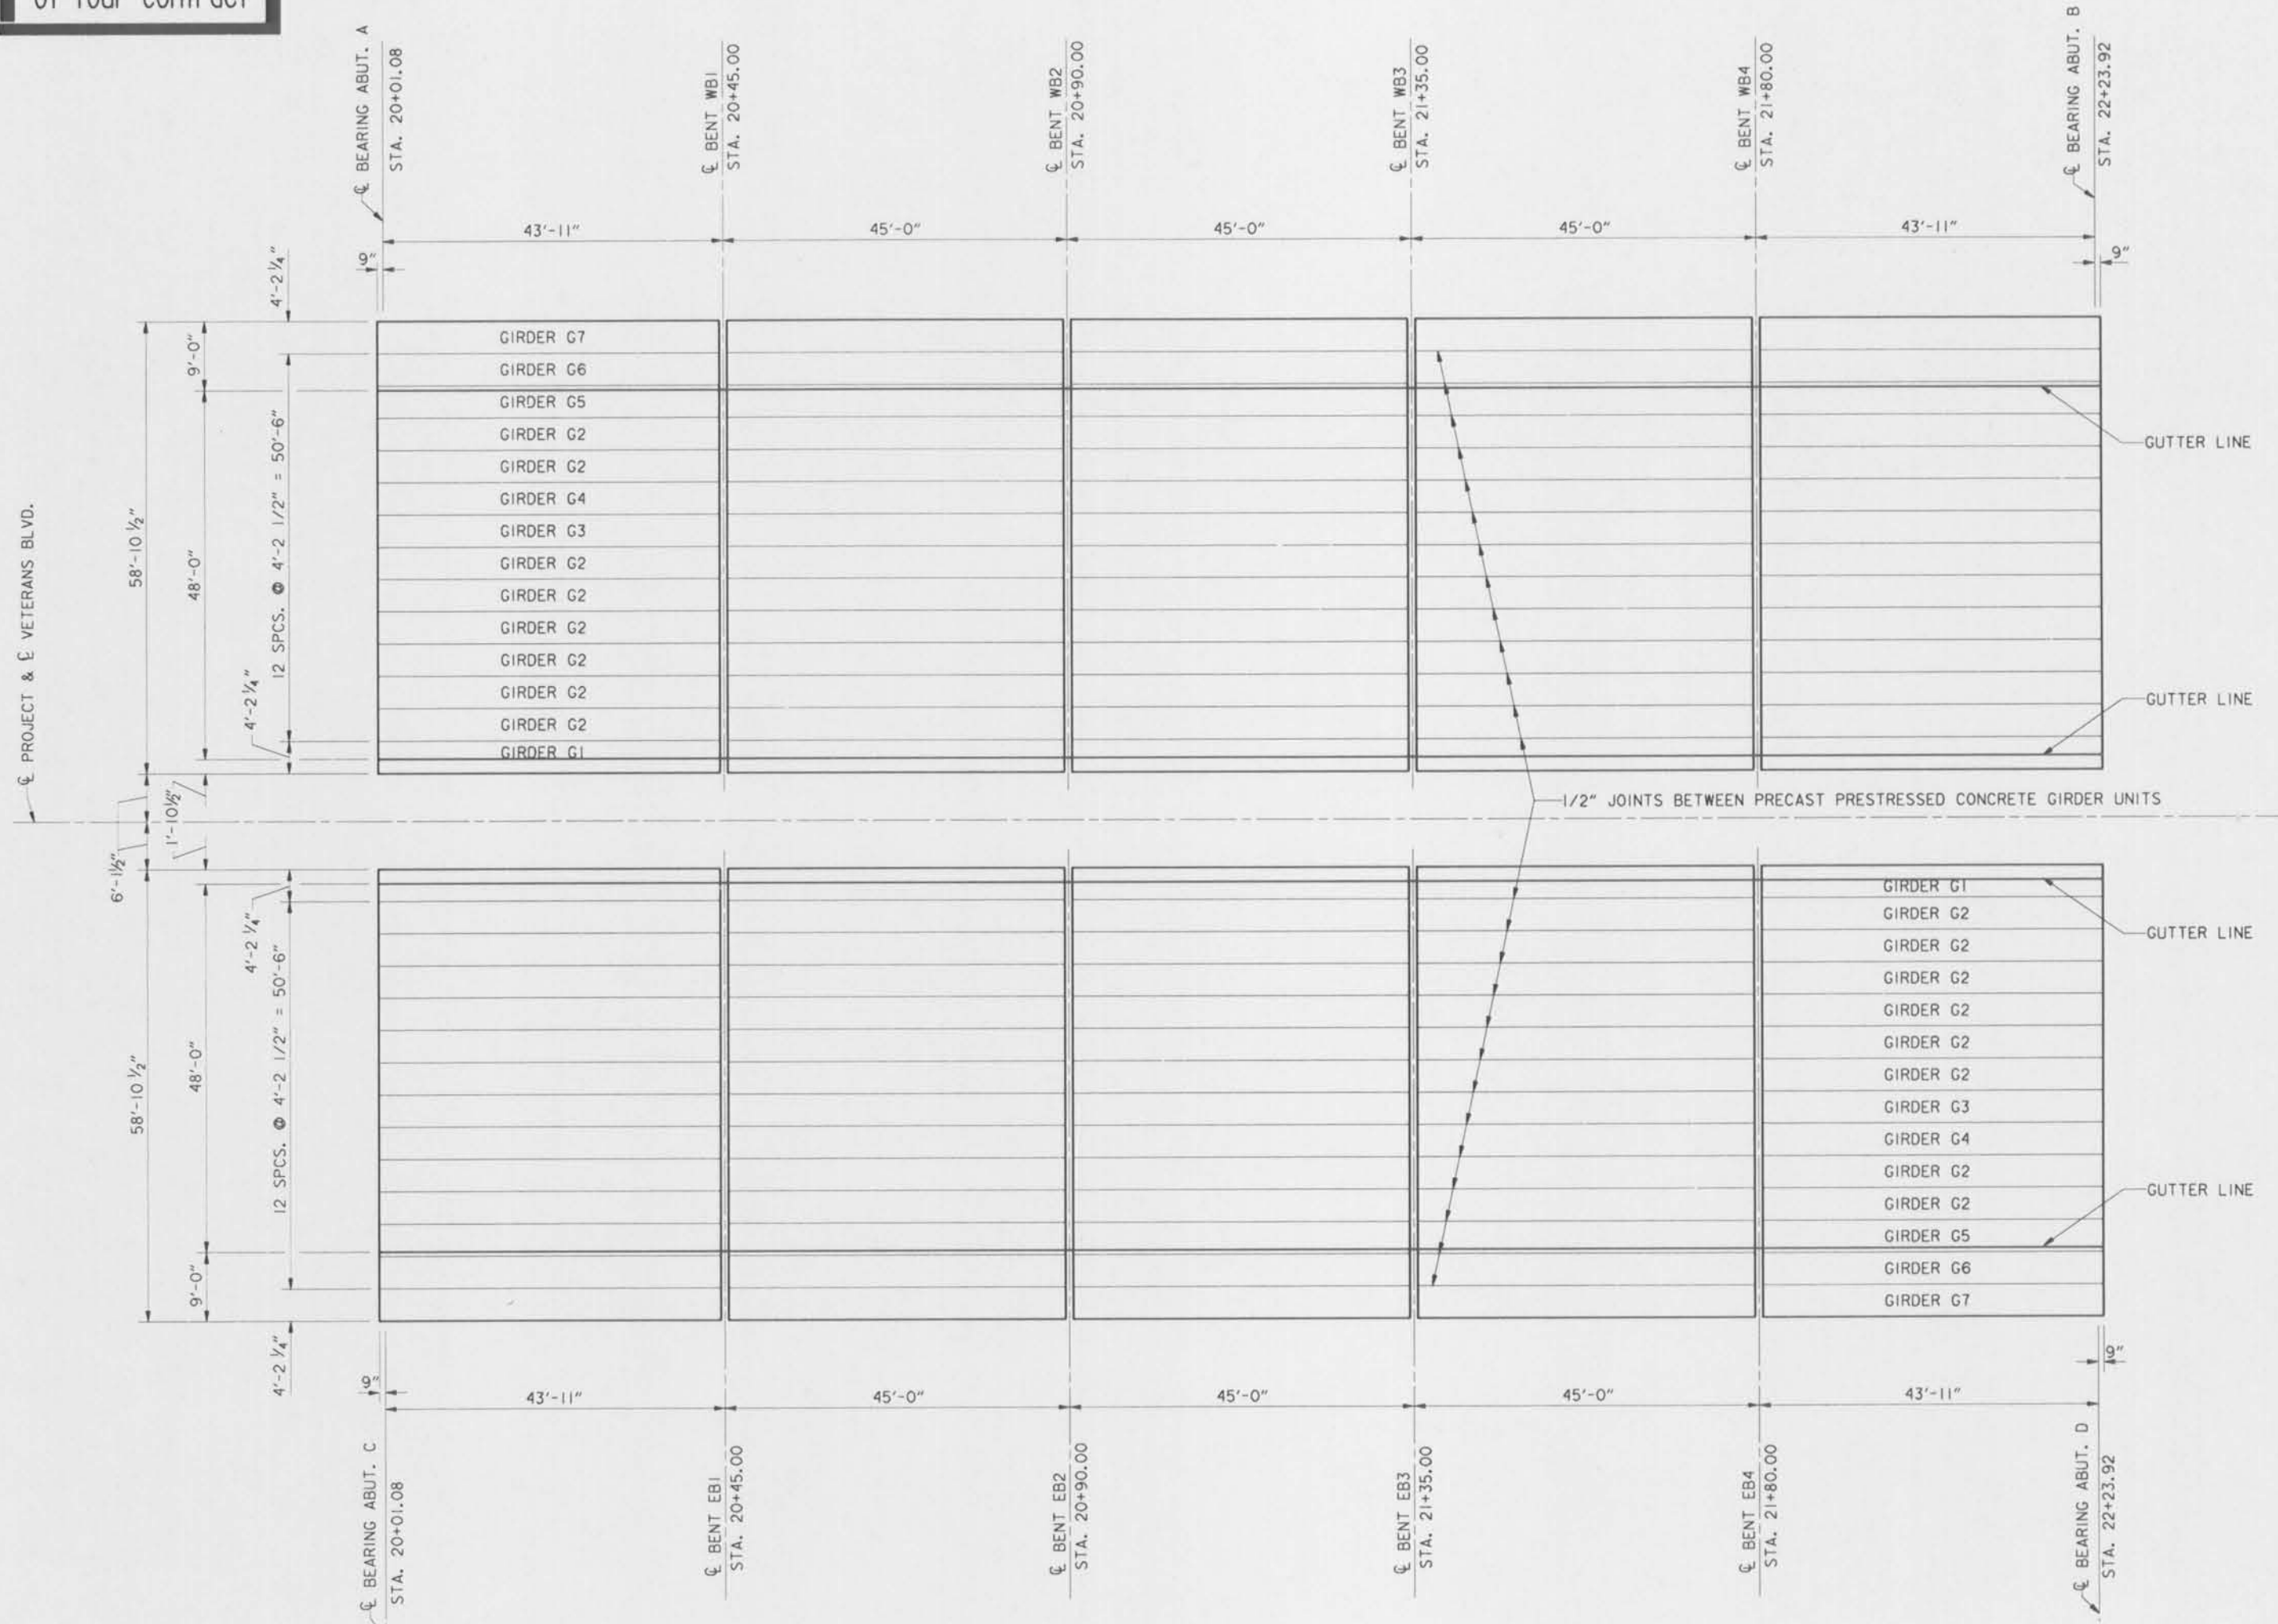 of Your Contract
℄ BEARING ABUT. A
STA. 20+01.08
℄ BENT WB1
STA. 20+45.00
℄ BENT WB2
STA. 20+90.00
℄ BENT WB3
STA. 21+35.00
℄ BENT WB4
STA. 21+80.00
℄ BEARING ABUT. B
STA. 22+23.92
43'-11"
45'-0"
45'-0"
45'-0"
43'-11"
9"
9"
4'-2 1/4"
9'-0"
58'-10 1/2"
48'-0"
12 SPCS. @ 4'-2 1/2" = 50'-6"
4'-2 1/4"
GIRDER G7
GIRDER G6
GIRDER G5
GIRDER G2
GIRDER G2
GIRDER G4
GIRDER G3
GIRDER G2
GIRDER G2
GIRDER G2
GIRDER G2
GIRDER G2
GIRDER G2
GIRDER G1
GUTTER LINE
GUTTER LINE
℄ PROJECT & ℄ VETERANS BLVD.
1/2" JOINTS BETWEEN PRECAST PRESTRESSED CONCRETE GIRDER UNITS
6'-1 1/2"
1'-10 1/2"
4'-2 1/4"
58'-10 1/2"
48'-0"
12 SPCS. @ 4'-2 1/2" = 50'-6"
9'-0"
4'-2 1/4"
GIRDER G1
GIRDER G2
GIRDER G2
GIRDER G2
GIRDER G2
GIRDER G2
GIRDER G2
GIRDER G3
GIRDER G4
GIRDER G2
GIRDER G2
GIRDER G5
GIRDER G6
GIRDER G7
GUTTER LINE
GUTTER LINE
9"
9"
43'-11"
45'-0"
45'-0"
45'-0"
43'-11"
℄ BEARING ABUT. C
STA. 20+01.08
℄ BENT EB1
STA. 20+45.00
℄ BENT EB2
STA. 20+90.00
℄ BENT EB3
STA. 21+35.00
℄ BENT EB4
STA. 21+80.00
℄ BEARING ABUT. D
STA. 22+23.92